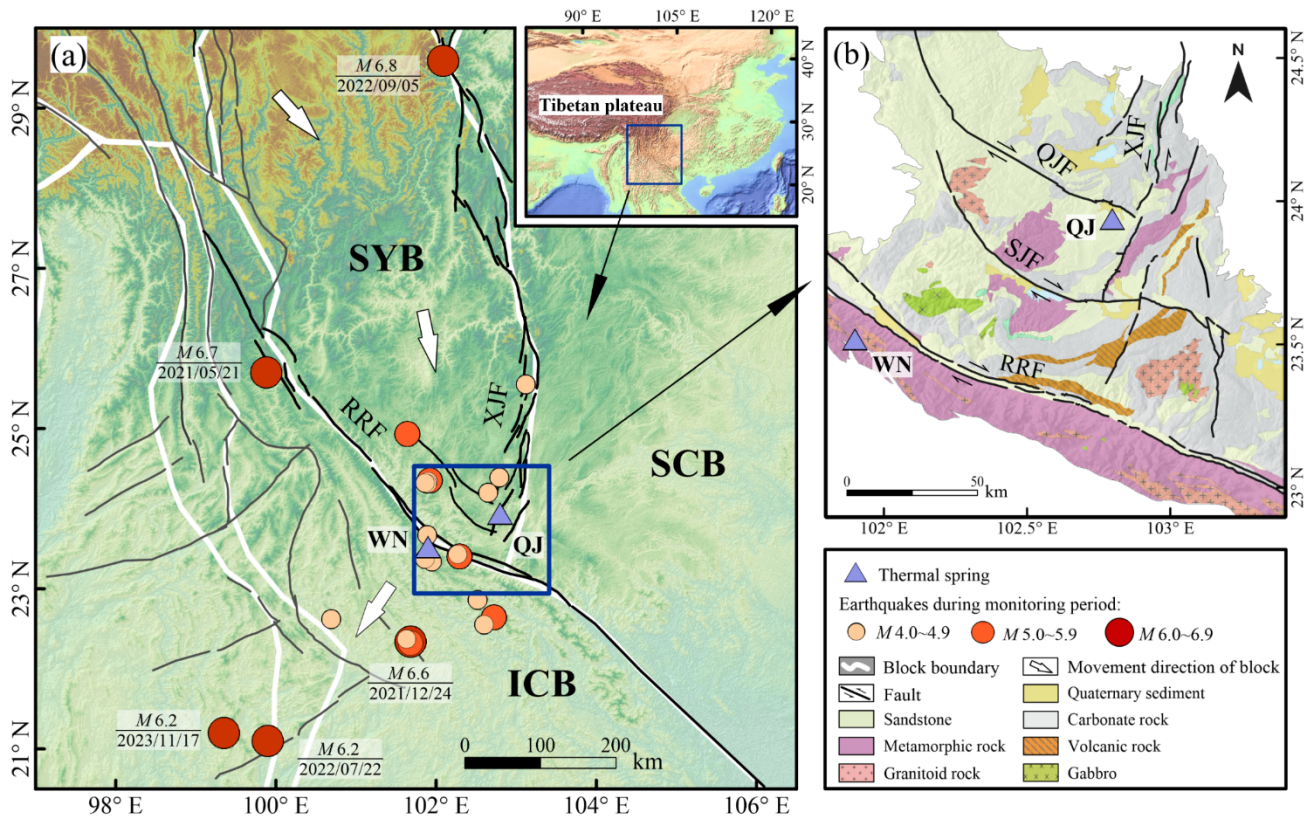 (a)
90° E 105° E 120° E
40° N
30° N
20° N
Tibetan plateau
M 6.8
2022/09/05
29° N
27° N
25° N
23° N
21° N
SYB
M 6.7
2021/05/21
RRF
XJF
SCB
WN
QJ
M 6.6
2021/12/24
ICB
M 6.2
2023/11/17
M 6.2
2022/07/22
0 100 200
km
98° E 100° E 102° E 104° E 106° E
(b)
N
24.5° N
24° N
23.5° N
23° N
QJF
XJF
QJ
SJF
WN
RRF
0 50
km
102° E 102.5° E 103° E
Thermal spring
Earthquakes during monitoring period:
M 4.0~4.9 M 5.0~5.9 M 6.0~6.9
Block boundary Movement direction of block
Fault Quaternary sediment
Sandstone Carbonate rock
Metamorphic rock Volcanic rock
Granitoid rock Gabbro